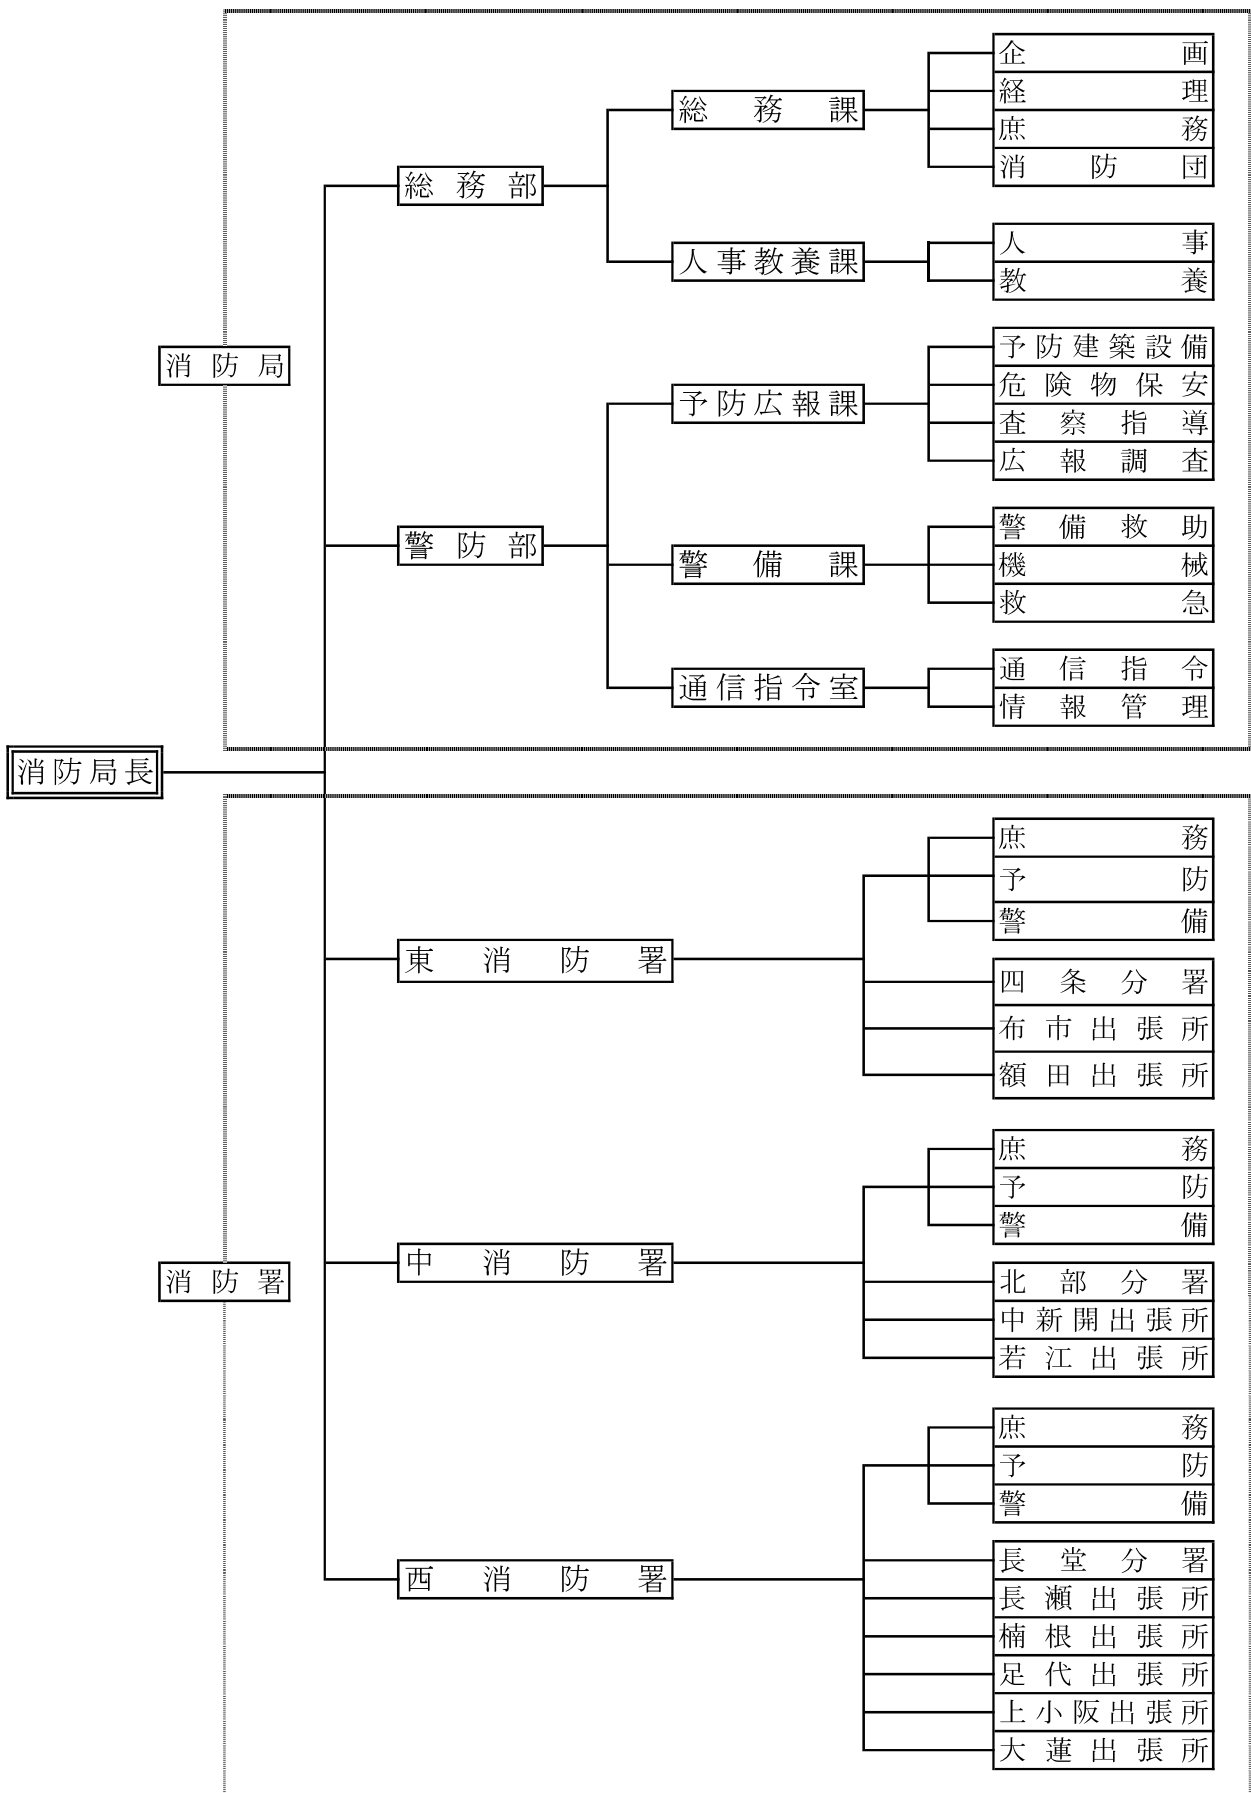 企画
経理
総務課
庶務
消防団
総務部
人事
人事教養課
教養
消防局
予防建築設備
危険物保安
予防広報課
査察指導
広報調査
警防部
警備救助
警備課
機械
救急
通信指令
通信指令室
情報管理
消防局長
庶務
予防
警備
東消防署
四条分署
布市出張所
額田出張所
庶務
予防
警備
中消防署
消防署
北部分署
中新開出張所
若江出張所
庶務
予防
警備
西消防署
長堂分署
長瀬出張所
楠根出張所
足代出張所
上小阪出張所
大蓮出張所